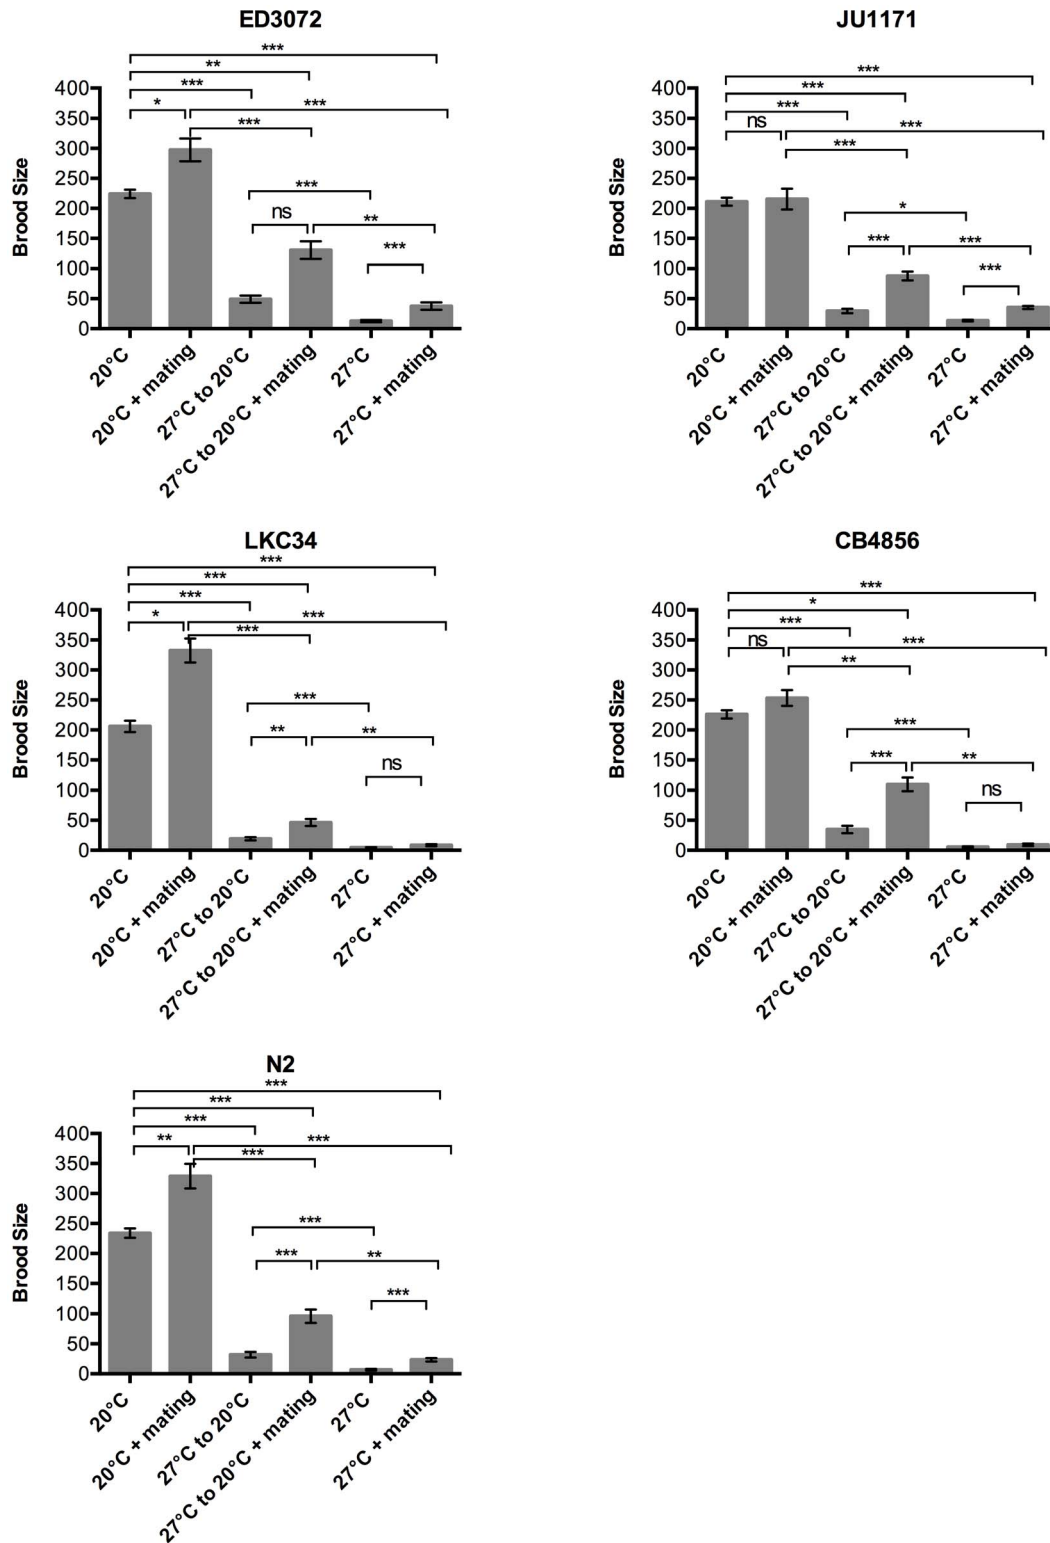 ED3072
***
**
***
*
***
***
***
ns
**
***
Brood Size
400
350
300
250
200
150
100
50
0
20°C
20°C + mating
27°C to 20°C
27°C to 20°C + mating
27°C
27°C + mating
JU1171
***
***
***
ns
***
***
*
***
***
***
Brood Size
400
350
300
250
200
150
100
50
0
20°C
20°C + mating
27°C to 20°C
27°C to 20°C + mating
27°C
27°C + mating
LKC34
***
***
***
*
***
***
***
**
**
ns
Brood Size
400
350
300
250
200
150
100
50
0
20°C
20°C + mating
27°C to 20°C
27°C to 20°C + mating
27°C
27°C + mating
CB4856
***
*
***
ns
***
**
***
***
**
ns
Brood Size
400
350
300
250
200
150
100
50
0
20°C
20°C + mating
27°C to 20°C
27°C to 20°C + mating
27°C
27°C + mating
N2
***
***
***
**
***
***
***
***
**
***
Brood Size
400
350
300
250
200
150
100
50
0
20°C
20°C + mating
27°C to 20°C
27°C to 20°C + mating
27°C
27°C + mating